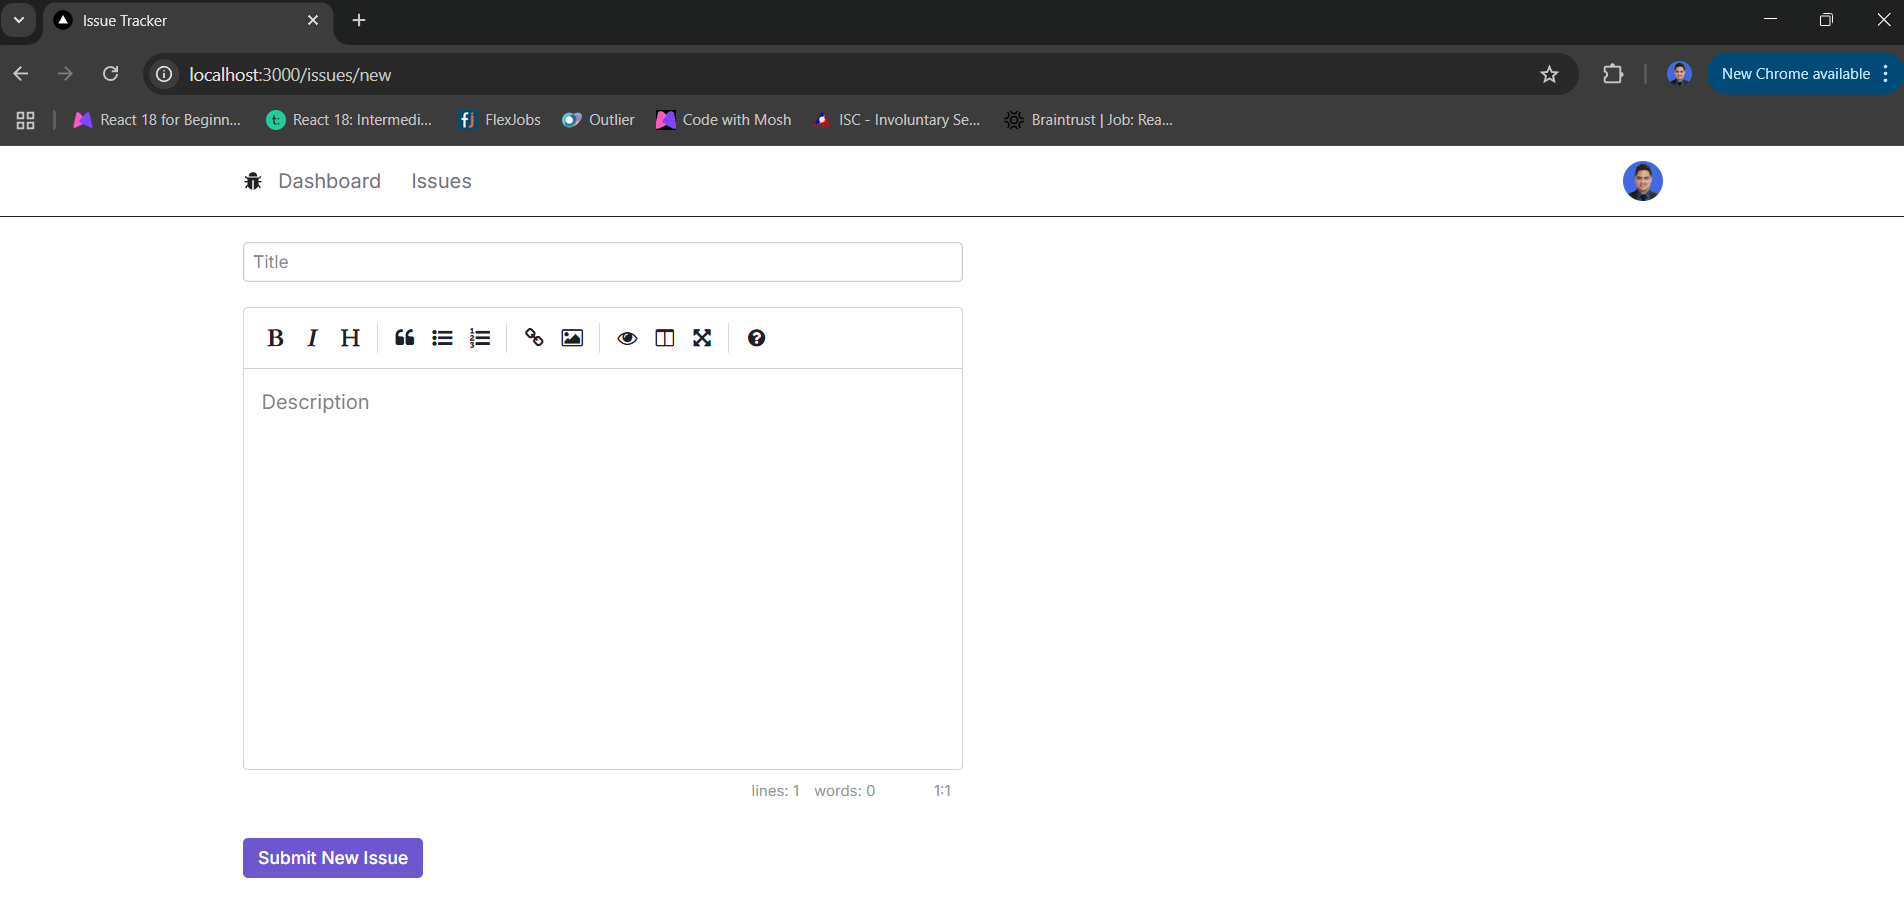 Issue Tracker
localhost:3000/issues/new
New Chrome available
React 18 for Beginn... t: React 18: Intermedi... fj FlexJobs Outlier Code with Mosh ISC - Involuntary Se... Braintrust | Job: Rea...
Dashboard Issues
Title
B I H
Description
lines: 1 words: 0 1:1
Submit New Issue